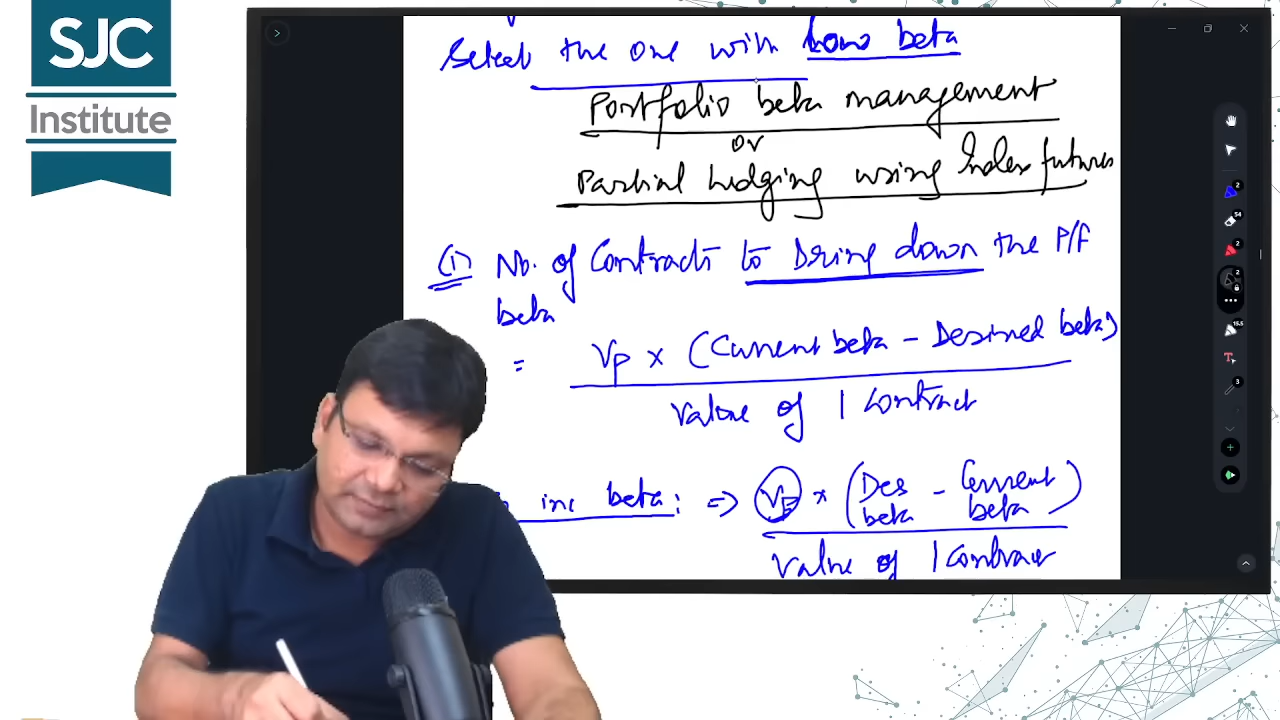 SJC
Institute
Select the one with Low beta
Portfolio beta management
or
Partial hedging using Index futures
(1) No. of Contracts to Bring down the P/F
beta
= Vp × (Current beta - Desired beta)
value of 1 Contract
inc beta: ⇒ × (Des beta - Current beta)
value of 1 Contract